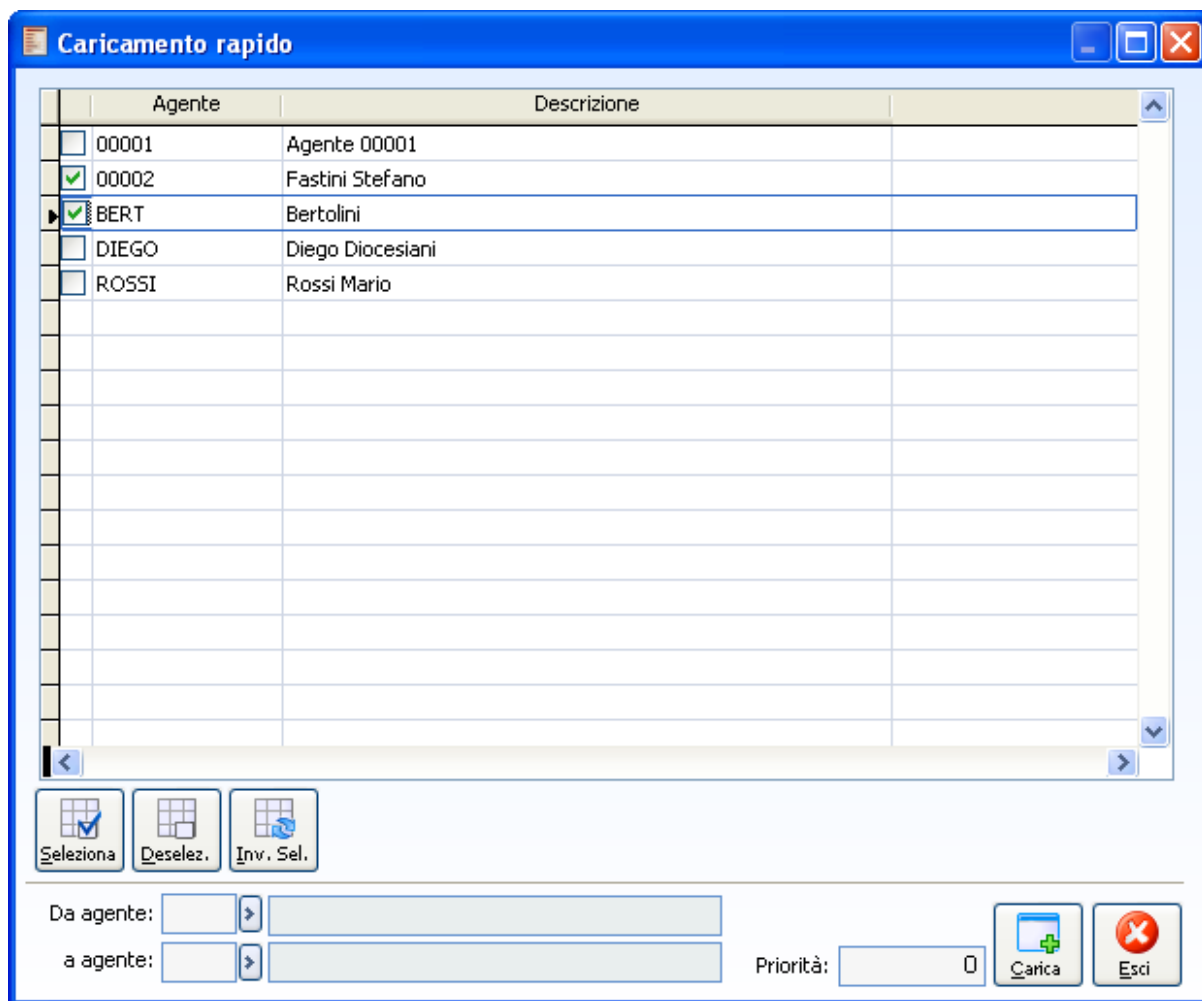 Caricamento rapido
Agente Descrizione
00001 Agente 00001
00002 Fastini Stefano
BERT Bertolini
DIEGO Diego Diocesiani
ROSSI Rossi Mario
Seleziona Deselez. Inv. Sel.
Da agente:
a agente: Priorità: 0 Carica Esci